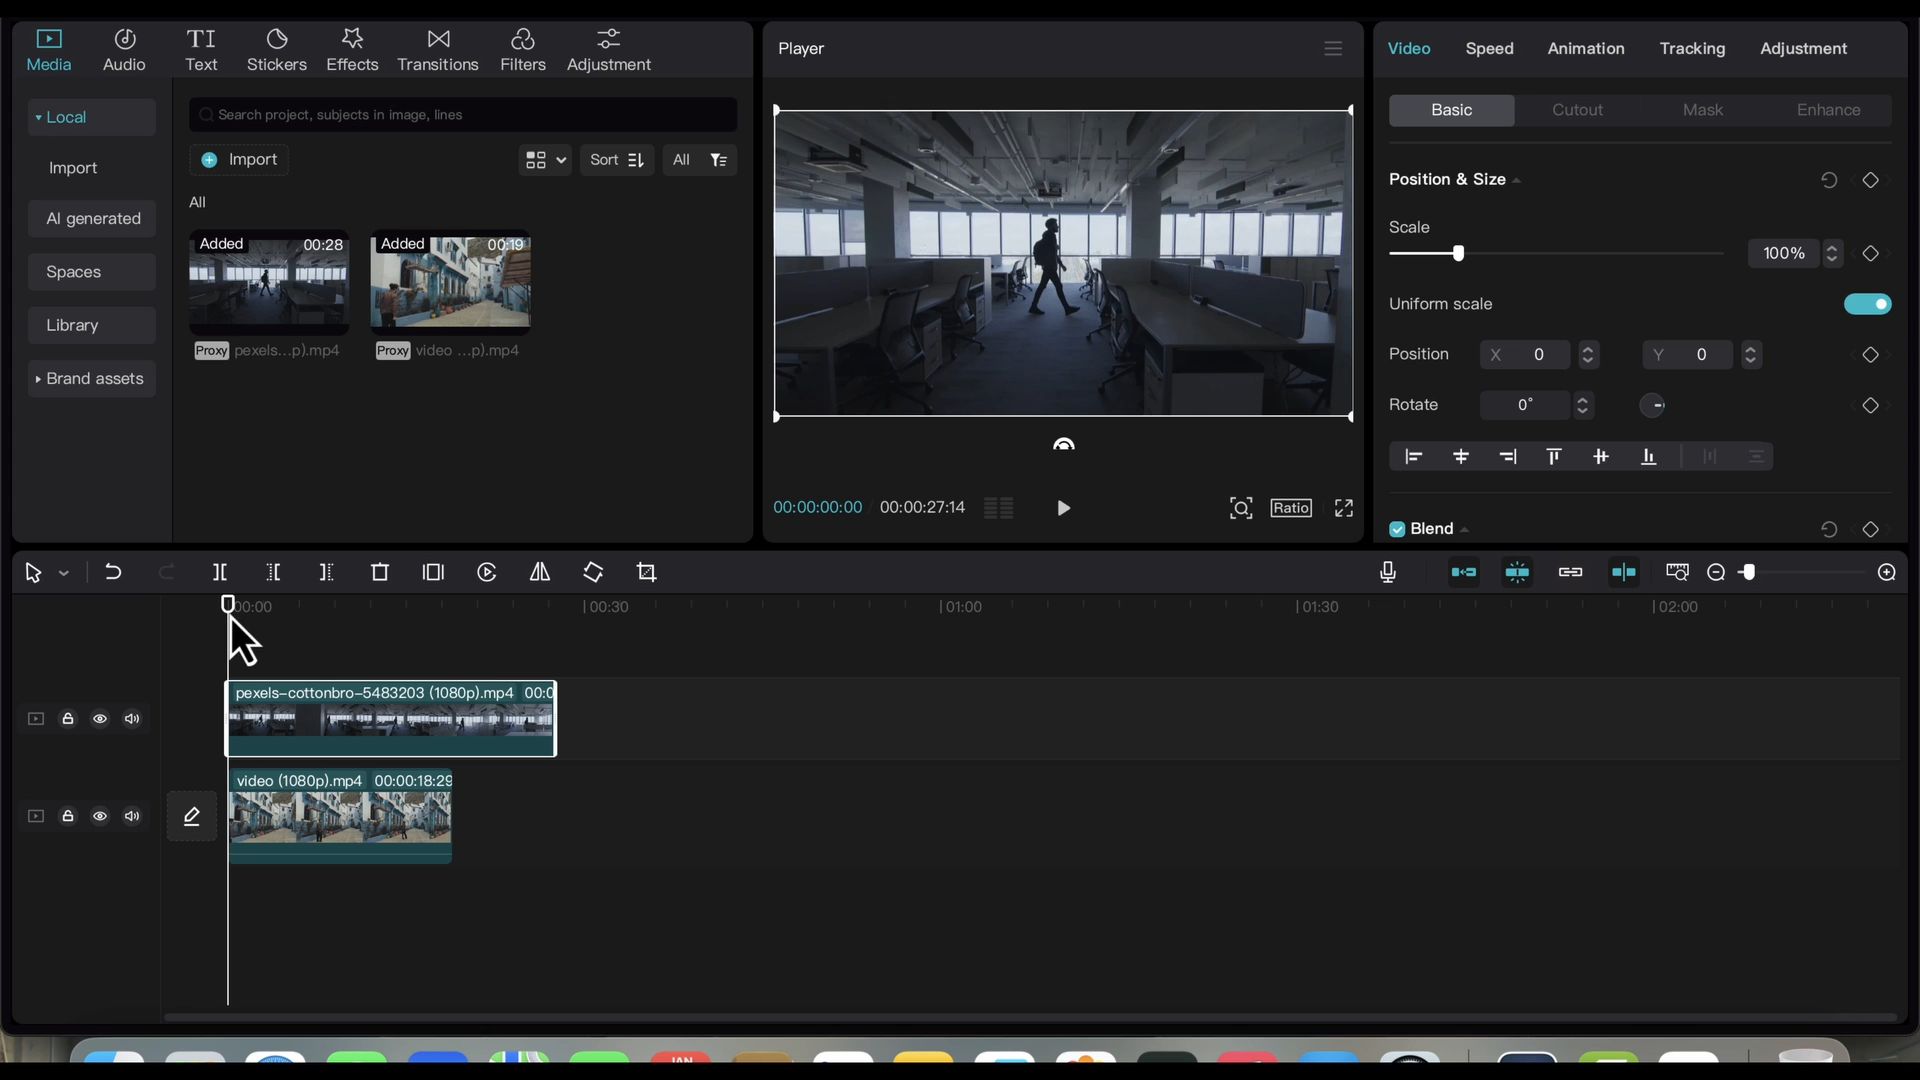 Media
Audio
Text
Stickers
Effects
Transitions
Filters
Adjustment
Local
Import
AI generated
Spaces
Library
Brand assets
Search project, subjects in image, lines
Import
Sort
All
All
Added 00:28
Proxy pexels...p).mp4
Added 00:19
Proxy video ...p).mp4
Player
00:00:00:00 / 00:00:27:14
Ratio
Video Speed Animation Tracking Adjustment
Basic Cutout Mask Enhance
Position & Size
Scale
100%
Uniform scale
Position X 0 Y 0
Rotate 0°
Blend
00:00 00:30 01:00 01:30 02:00
pexels-cottonbro-5483203 (1080p).mp4 00:0
video (1080p).mp4 00:00:18:29
JAN